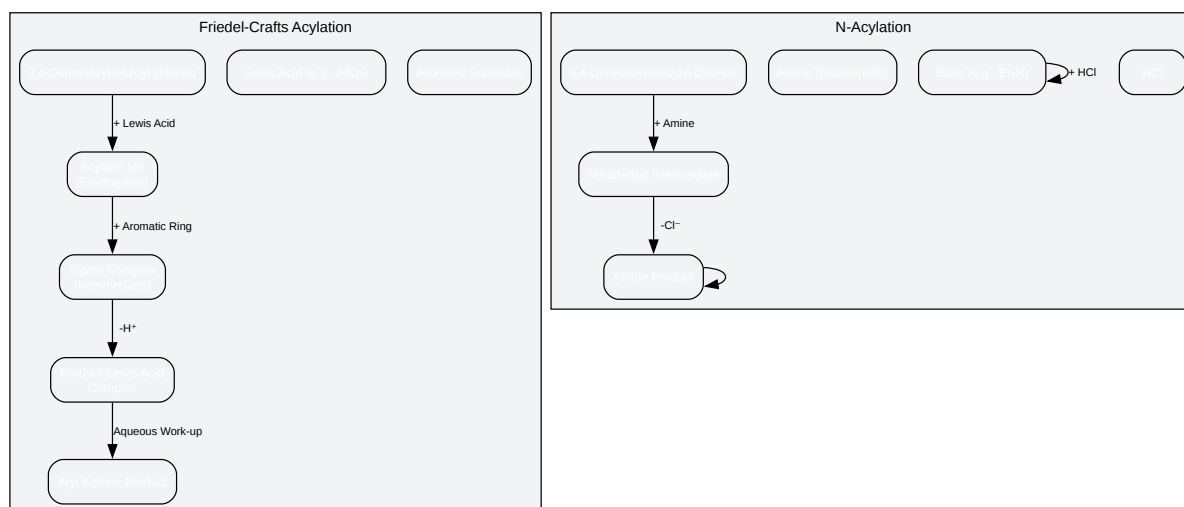 Friedel-Crafts Acylation
3,4-Dimethoxybenzoyl chloride
Lewis Acid (e.g., AlCl₃)
Aromatic Substrate
+ Lewis Acid
Acylium Ion
(Electrophile)
+ Aromatic Ring
Sigma Complex
(Intermediate)
-H⁺
Product-Lewis Acid
Complex
Aqueous Work-up
Aryl Ketone Product
N-Acylation
3,4-Dimethoxybenzoyl chloride
Amine (Nucleophile)
Base (e.g., Et₃N)
+ HCl
HCl
+ Amine
Tetrahedral Intermediate
-Cl⁻
Amide Product